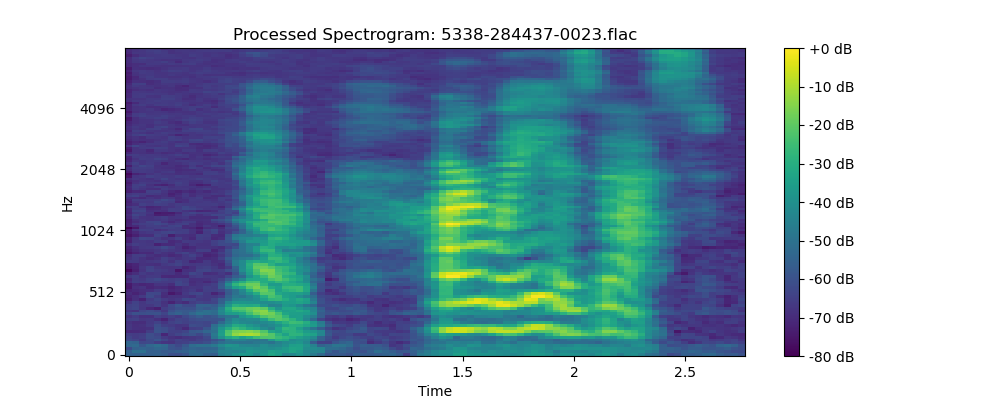 Processed Spectrogram: 5338-284437-0023.flac
+0 dB
4096
-10 dB
-20 dB
2048
-30 dB
Hz
1024
-40 dB
-50 dB
512
-60 dB
-70 dB
0
-80 dB
0 0.5 1 1.5 2 2.5
Time